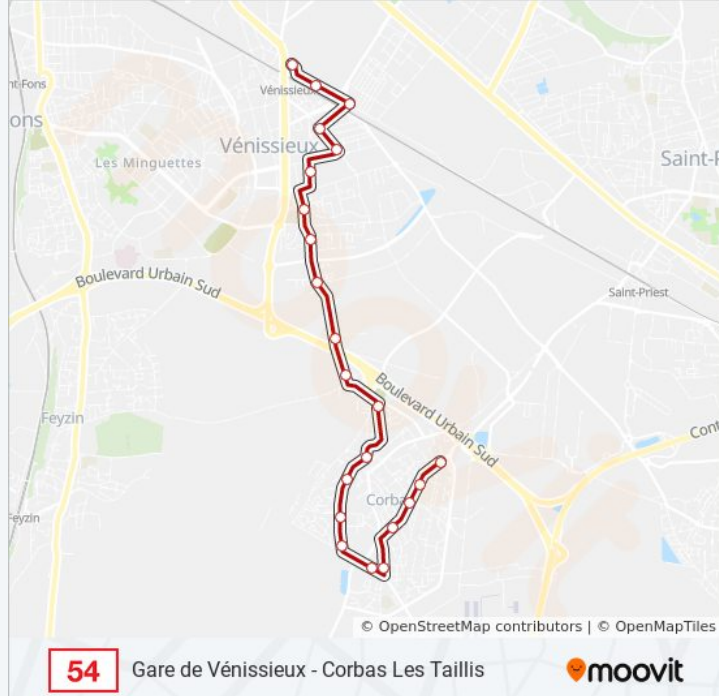 nt-Fons
ons
Vénissieux
Vénissieux
Les Minguettes
Saint-P
Boulevard Urbain Sud
Saint-Priest
Feyzin
Boulevard Urbain Sud
Cont
Corba
Feyzin
© OpenStreetMap contributors | © OpenMapTiles
54 Gare de Vénissieux - Corbas Les Taillis moovit